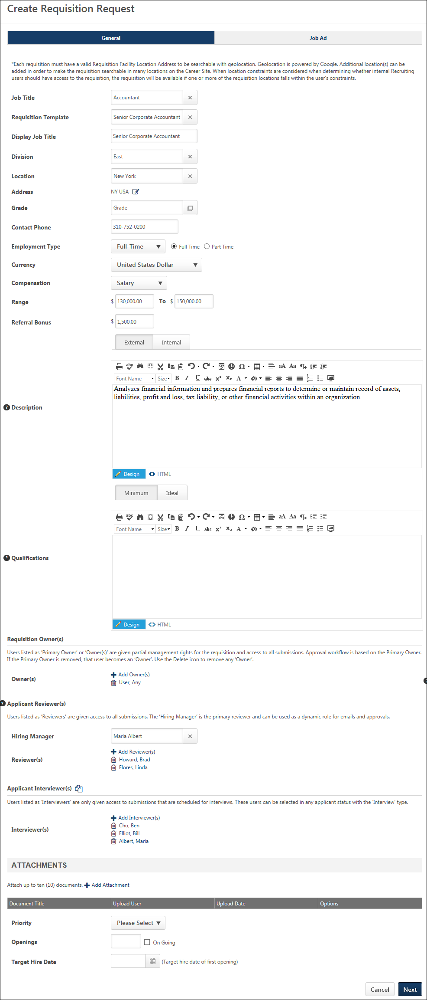 Create Requisition Request
General
Job Ad
*Each requisition must have a valid Requisition Facility Location Address to be searchable with geolocation. Geolocation is powered by Google. Additional location(s) can be
added in order to make the requisition searchable in many locations on the Career Site. When location constraints are considered when determining whether internal Recruiting
users should have access to the requisition, the requisition will be available if one or more of the requisition locations falls within the user's constraints.
Job Title Accountant ×
Requisition Template Senior Corporate Accountant ×
Display Job Title Senior Corporate Accountant
Division East ×
Location New York ×
Address NY USA
Grade Grade
Contact Phone 310-752-0200
Employment Type Full-Time Full Time Part Time
Currency United States Dollar
Compensation Salary
Range $ 130,000.00 To $ 150,000.00
Referral Bonus $ 1,500.00
External Internal
abc Ω aA Aa
Font Name Size B I U abc x² x₂ A
Analyzes financial information and prepares financial reports to determine or maintain record of assets,
liabilities, profit and loss, tax liability, or other financial activities within an organization.
? Description
Design <> HTML
Minimum Ideal
abc Ω aA Aa
Font Name Size B I U abc x² x₂ A
? Qualifications
Design <> HTML
Requisition Owner(s)
Users listed as 'Primary Owner' or 'Owner(s)' are given partial management rights for the requisition and access to all submissions. Approval workflow is based on the Primary Owner.
If the Primary Owner is removed, that user becomes an 'Owner'. Use the Delete icon to remove any 'Owner'.
Owner(s)
Add Owner(s)
User, Any
? Applicant Reviewer(s)
Users listed as 'Reviewers' are given access to all submissions. The 'Hiring Manager' is the primary reviewer and can be used as a dynamic role for emails and approvals.
Hiring Manager Maria Albert ×
Reviewer(s)
Add Reviewer(s)
Howard, Brad
Flores, Linda
Applicant Interviewer(s)
Users listed as 'Interviewers' are only given access to submissions that are scheduled for interviews. These users can be selected in any applicant status with the 'Interview' type.
Interviewer(s)
Add Interviewer(s)
Cho, Ben
Elliot, Bill
Albert, Maria
ATTACHMENTS
Attach up to ten (10) documents. Add Attachment
Document Title Upload User Upload Date Options
Priority Please Select
Openings On Going
Target Hire Date (Target hire date of first opening)
Cancel Next